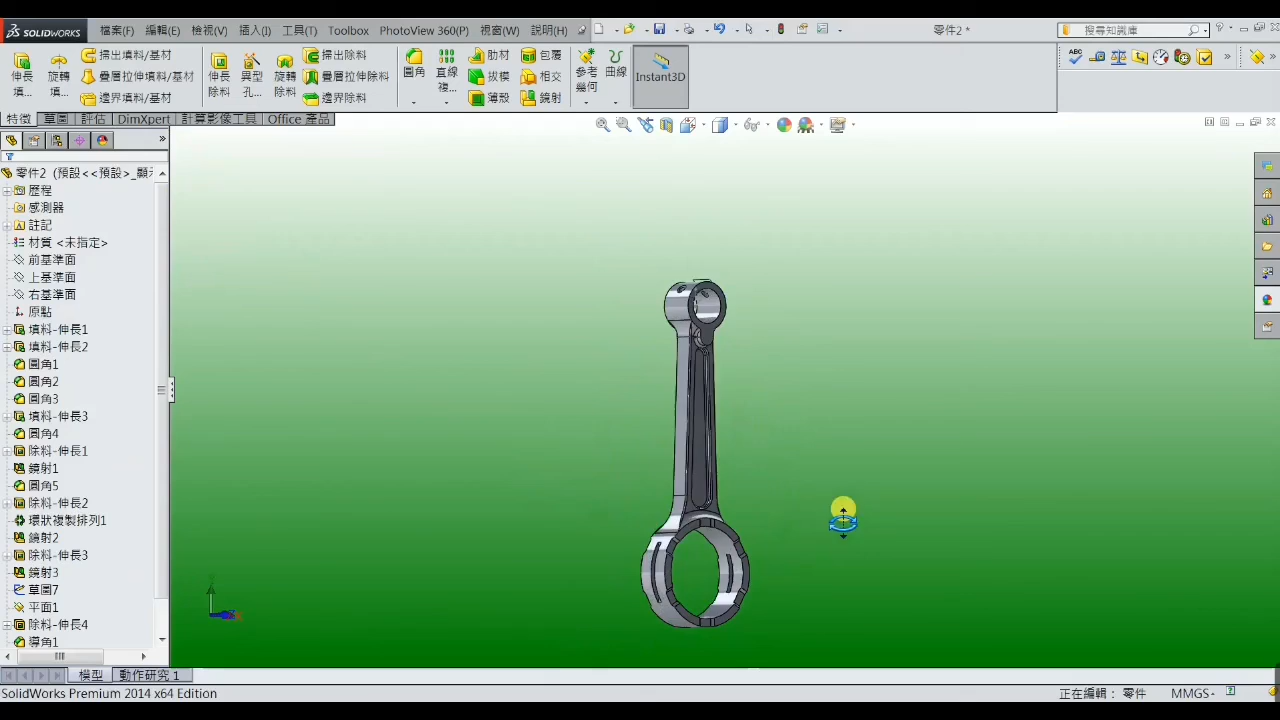 SOLIDWORKS 檔案(F) 編輯(E) 檢視(V) 插入(I) 工具(T) Toolbox PhotoView 360(P) 視窗(W) 說明(H) 零件2 * 搜尋知識庫
伸長填... 旋轉填... 掃出填料/基材 疊層拉伸填料/基材 邊界填料/基材
伸長除料 異型孔... 旋轉除料 掃出除料 疊層拉伸除料 邊界除料
圓角 直線複... 肋材 拔模 薄殼 包覆 相交 鏡射
參考幾何 曲線 Instant3D
特徵 草圖 評估 DimXpert 計算影像工具 Office 產品
零件2 (預設<<預設>_顯示
歷程
感測器
註記
材質 <未指定>
前基準面
上基準面
右基準面
原點
填料-伸長1
填料-伸長2
圓角1
圓角2
圓角3
填料-伸長3
圓角4
除料-伸長1
鏡射1
圓角5
除料-伸長2
環狀複製排列1
鏡射2
除料-伸長3
鏡射3
草圖7
平面1
除料-伸長4
導角1
模型 動作研究 1
SolidWorks Premium 2014 x64 Edition 正在編輯： 零件 MMGS